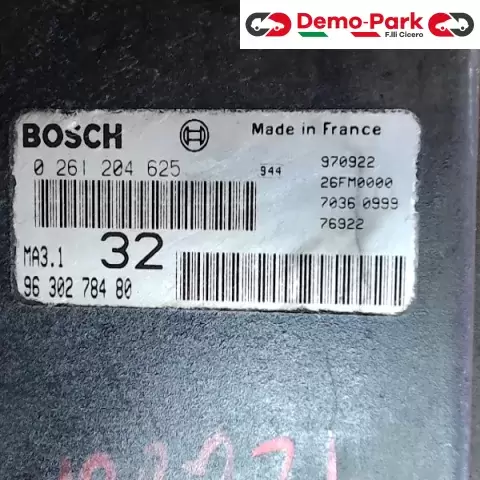 Demo-Park
F.lli Cicero
BOSCH
Made in France
0 261 204 625
944
970922
26FM0000
7036 0999
76922
MA3.1
32
96 302 784 80